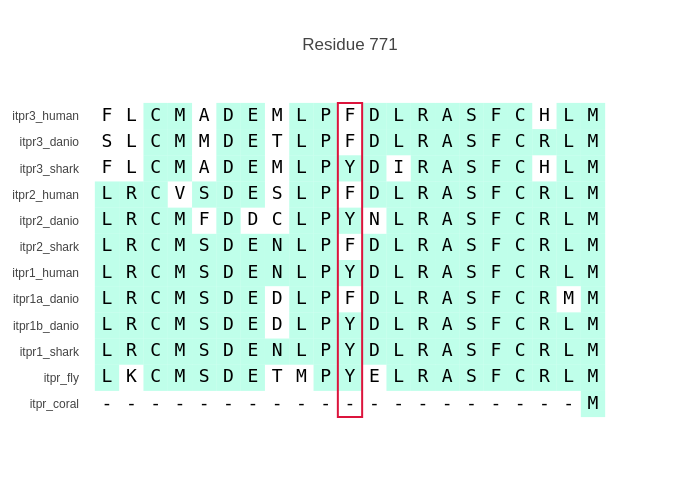 Residue 771
itpr3_human F L C M A D E M L P F D L R A S F C H L M
itpr3_danio S L C M M D E T L P F D L R A S F C R L M
itpr3_shark F L C M A D E M L P Y D I R A S F C H L M
itpr2_human L R C V S D E S L P F D L R A S F C R L M
itpr2_danio L R C M F D D C L P Y N L R A S F C R L M
itpr2_shark L R C M S D E N L P F D L R A S F C R L M
itpr1_human L R C M S D E N L P Y D L R A S F C R L M
itpr1a_danio L R C M S D E D L P F D L R A S F C R M M
itpr1b_danio L R C M S D E D L P Y D L R A S F C R L M
itpr1_shark L R C M S D E N L P Y D L R A S F C R L M
itpr_fly L K C M S D E T M P Y E L R A S F C R L M
itpr_coral - - - - - - - - - - - - - - - - - - - - M